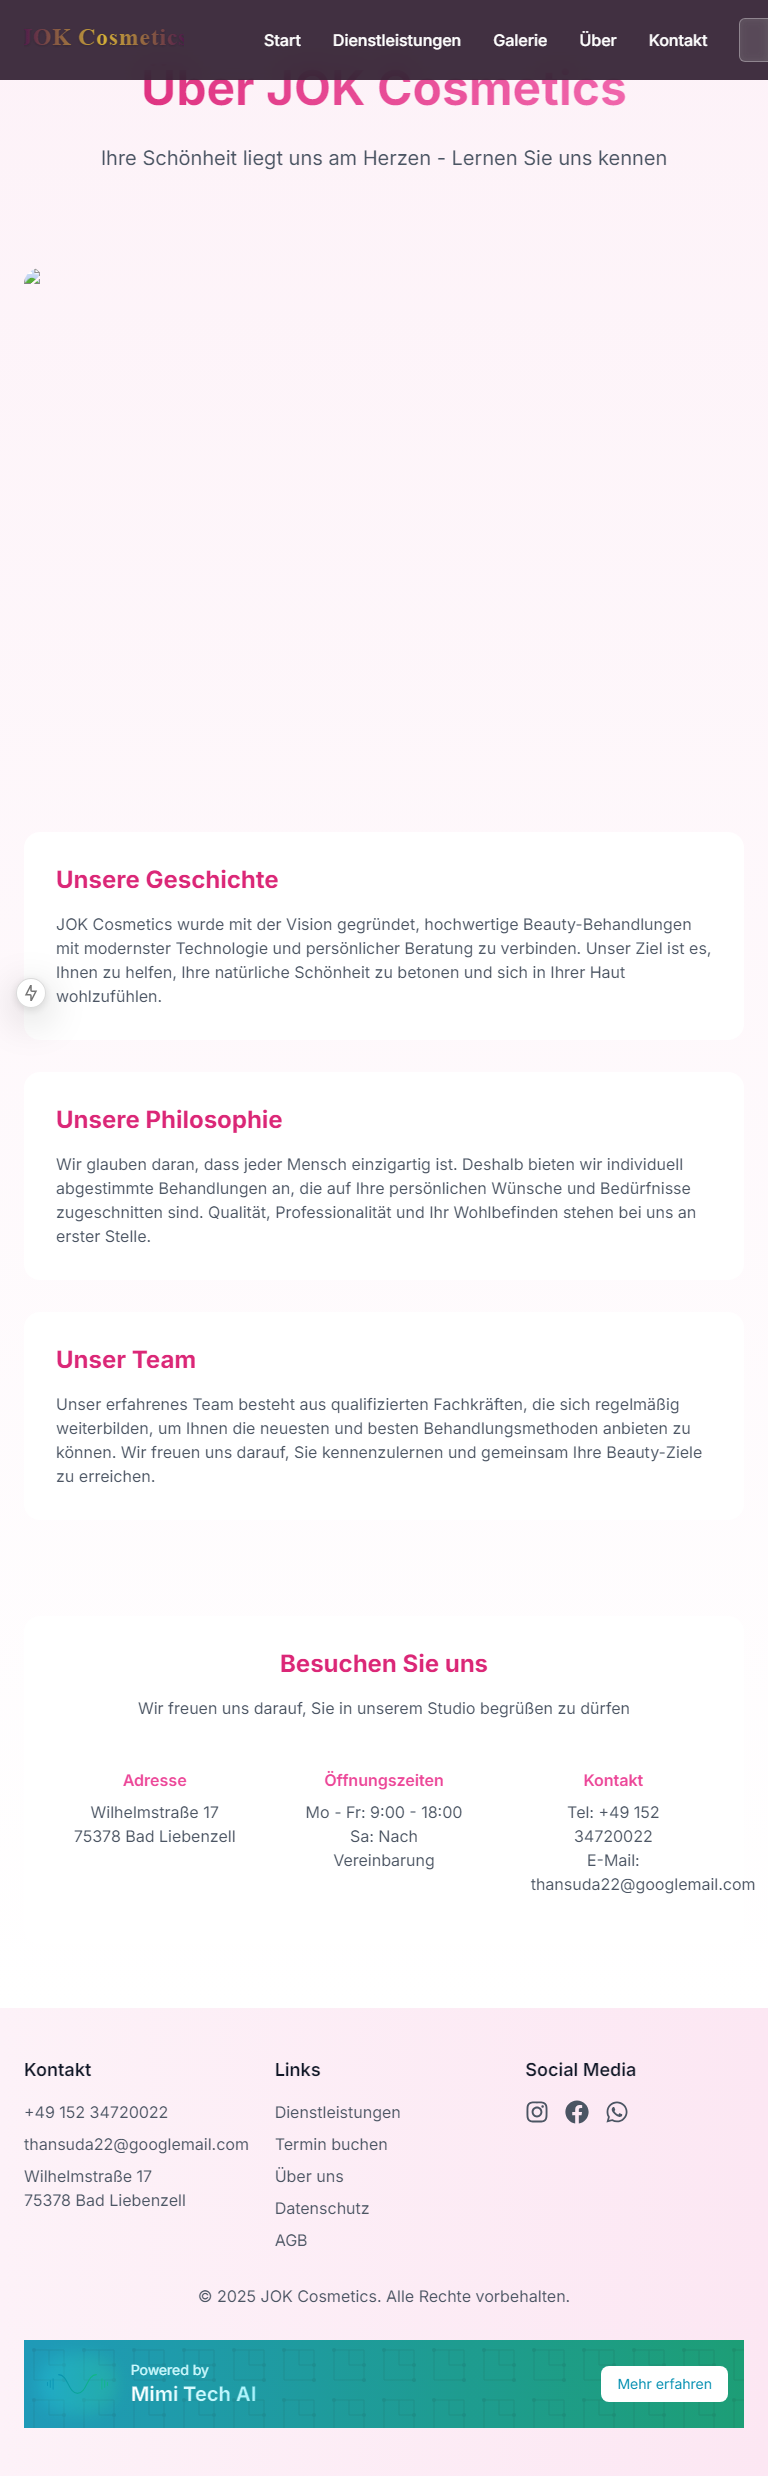 JOK Cosmetics
Start
Dienstleistungen
Galerie
Über
Kontakt
Über JOK Cosmetics
Ihre Schönheit liegt uns am Herzen - Lernen Sie uns kennen
Unsere Geschichte
JOK Cosmetics wurde mit der Vision gegründet, hochwertige Beauty-Behandlungen
mit modernster Technologie und persönlicher Beratung zu verbinden. Unser Ziel ist es,
Ihnen zu helfen, Ihre natürliche Schönheit zu betonen und sich in Ihrer Haut
wohlzufühlen.
Unsere Philosophie
Wir glauben daran, dass jeder Mensch einzigartig ist. Deshalb bieten wir individuell
abgestimmte Behandlungen an, die auf Ihre persönlichen Wünsche und Bedürfnisse
zugeschnitten sind. Qualität, Professionalität und Ihr Wohlbefinden stehen bei uns an
erster Stelle.
Unser Team
Unser erfahrenes Team besteht aus qualifizierten Fachkräften, die sich regelmäßig
weiterbilden, um Ihnen die neuesten und besten Behandlungsmethoden anbieten zu
können. Wir freuen uns darauf, Sie kennenzulernen und gemeinsam Ihre Beauty-Ziele
zu erreichen.
Besuchen Sie uns
Wir freuen uns darauf, Sie in unserem Studio begrüßen zu dürfen
Adresse
Wilhelmstraße 17
75378 Bad Liebenzell
Öffnungszeiten
Mo - Fr: 9:00 - 18:00
Sa: Nach
Vereinbarung
Kontakt
Tel: +49 152
34720022
E-Mail:
thansuda22@googlemail.com
Kontakt
+49 152 34720022
thansuda22@googlemail.com
Wilhelmstraße 17
75378 Bad Liebenzell
Links
Dienstleistungen
Termin buchen
Über uns
Datenschutz
AGB
Social Media
© 2025 JOK Cosmetics. Alle Rechte vorbehalten.
Powered by
Mimi Tech AI
Mehr erfahren